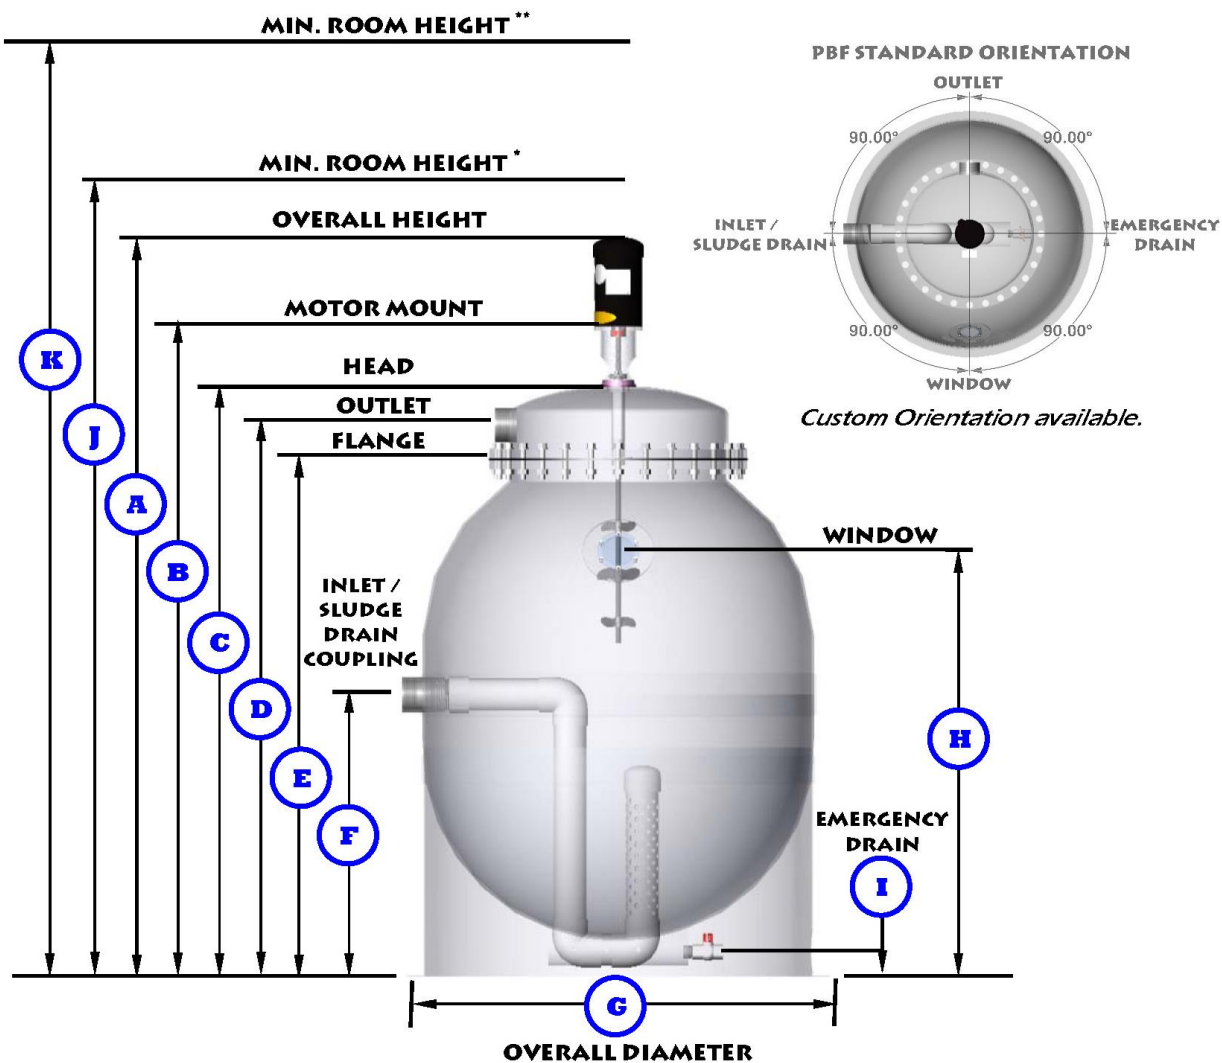 MIN. ROOM HEIGHT **
MIN. ROOM HEIGHT *
OVERALL HEIGHT
MOTOR MOUNT
HEAD
OUTLET
FLANGE
INLET /
SLUDGE
DRAIN
COUPLING
K
J
A
B
C
D
E
F
G
OVERALL DIAMETER
WINDOW
H
EMERGENCY
DRAIN
I
PBF STANDARD ORIENTATION
OUTLET
90.00°
90.00°
INLET /
SLUDGE DRAIN
EMERGENCY
DRAIN
90.00°
90.00°
WINDOW
Custom Orientation available.